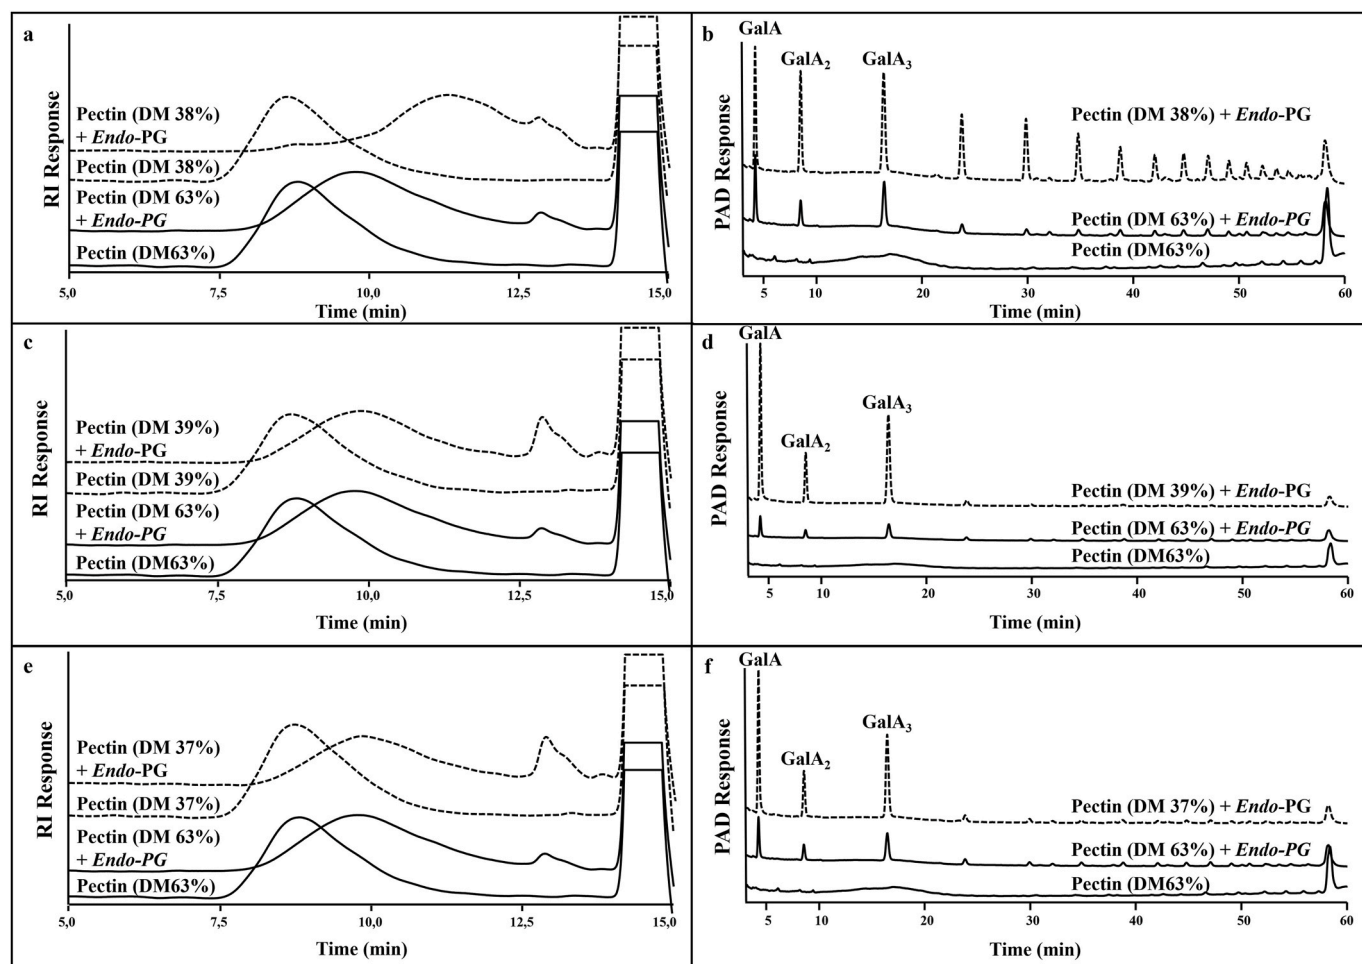 a
RI Response
Pectin (DM 38%)
+ Endo-PG
Pectin (DM 38%)
Pectin (DM 63%)
+ Endo-PG
Pectin (DM63%)
5,0 7,5 10,0 12,5 15,0
Time (min)
b
PAD Response
GalA
GalA₂
GalA₃
Pectin (DM 38%) + Endo-PG
Pectin (DM 63%) + Endo-PG
Pectin (DM63%)
5 10 20 30 40 50 60
Time (min)
c
RI Response
Pectin (DM 39%)
+ Endo-PG
Pectin (DM 39%)
Pectin (DM 63%)
+ Endo-PG
Pectin (DM63%)
5,0 7,5 10,0 12,5 15,0
Time (min)
d
PAD Response
GalA
GalA₂
GalA₃
Pectin (DM 39%) + Endo-PG
Pectin (DM 63%) + Endo-PG
Pectin (DM63%)
5 10 20 30 40 50 60
Time (min)
e
RI Response
Pectin (DM 37%)
+ Endo-PG
Pectin (DM 37%)
Pectin (DM 63%)
+ Endo-PG
Pectin (DM63%)
5,0 7,5 10,0 12,5 15,0
Time (min)
f
PAD Response
GalA
GalA₂
GalA₃
Pectin (DM 37%) + Endo-PG
Pectin (DM 63%) + Endo-PG
Pectin (DM63%)
5 10 20 30 40 50 60
Time (min)